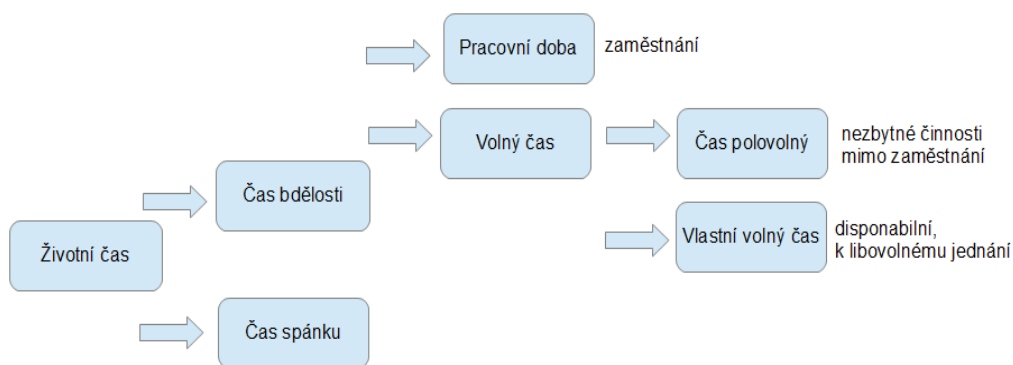 Pracovní doba
zaměstnání
Volný čas
Čas polovolný
nezbytné činnosti
mimo zaměstnání
Čas bdělosti
Vlastní volný čas
disponabilní,
k libovolnému jednání
Životní čas
Čas spánku